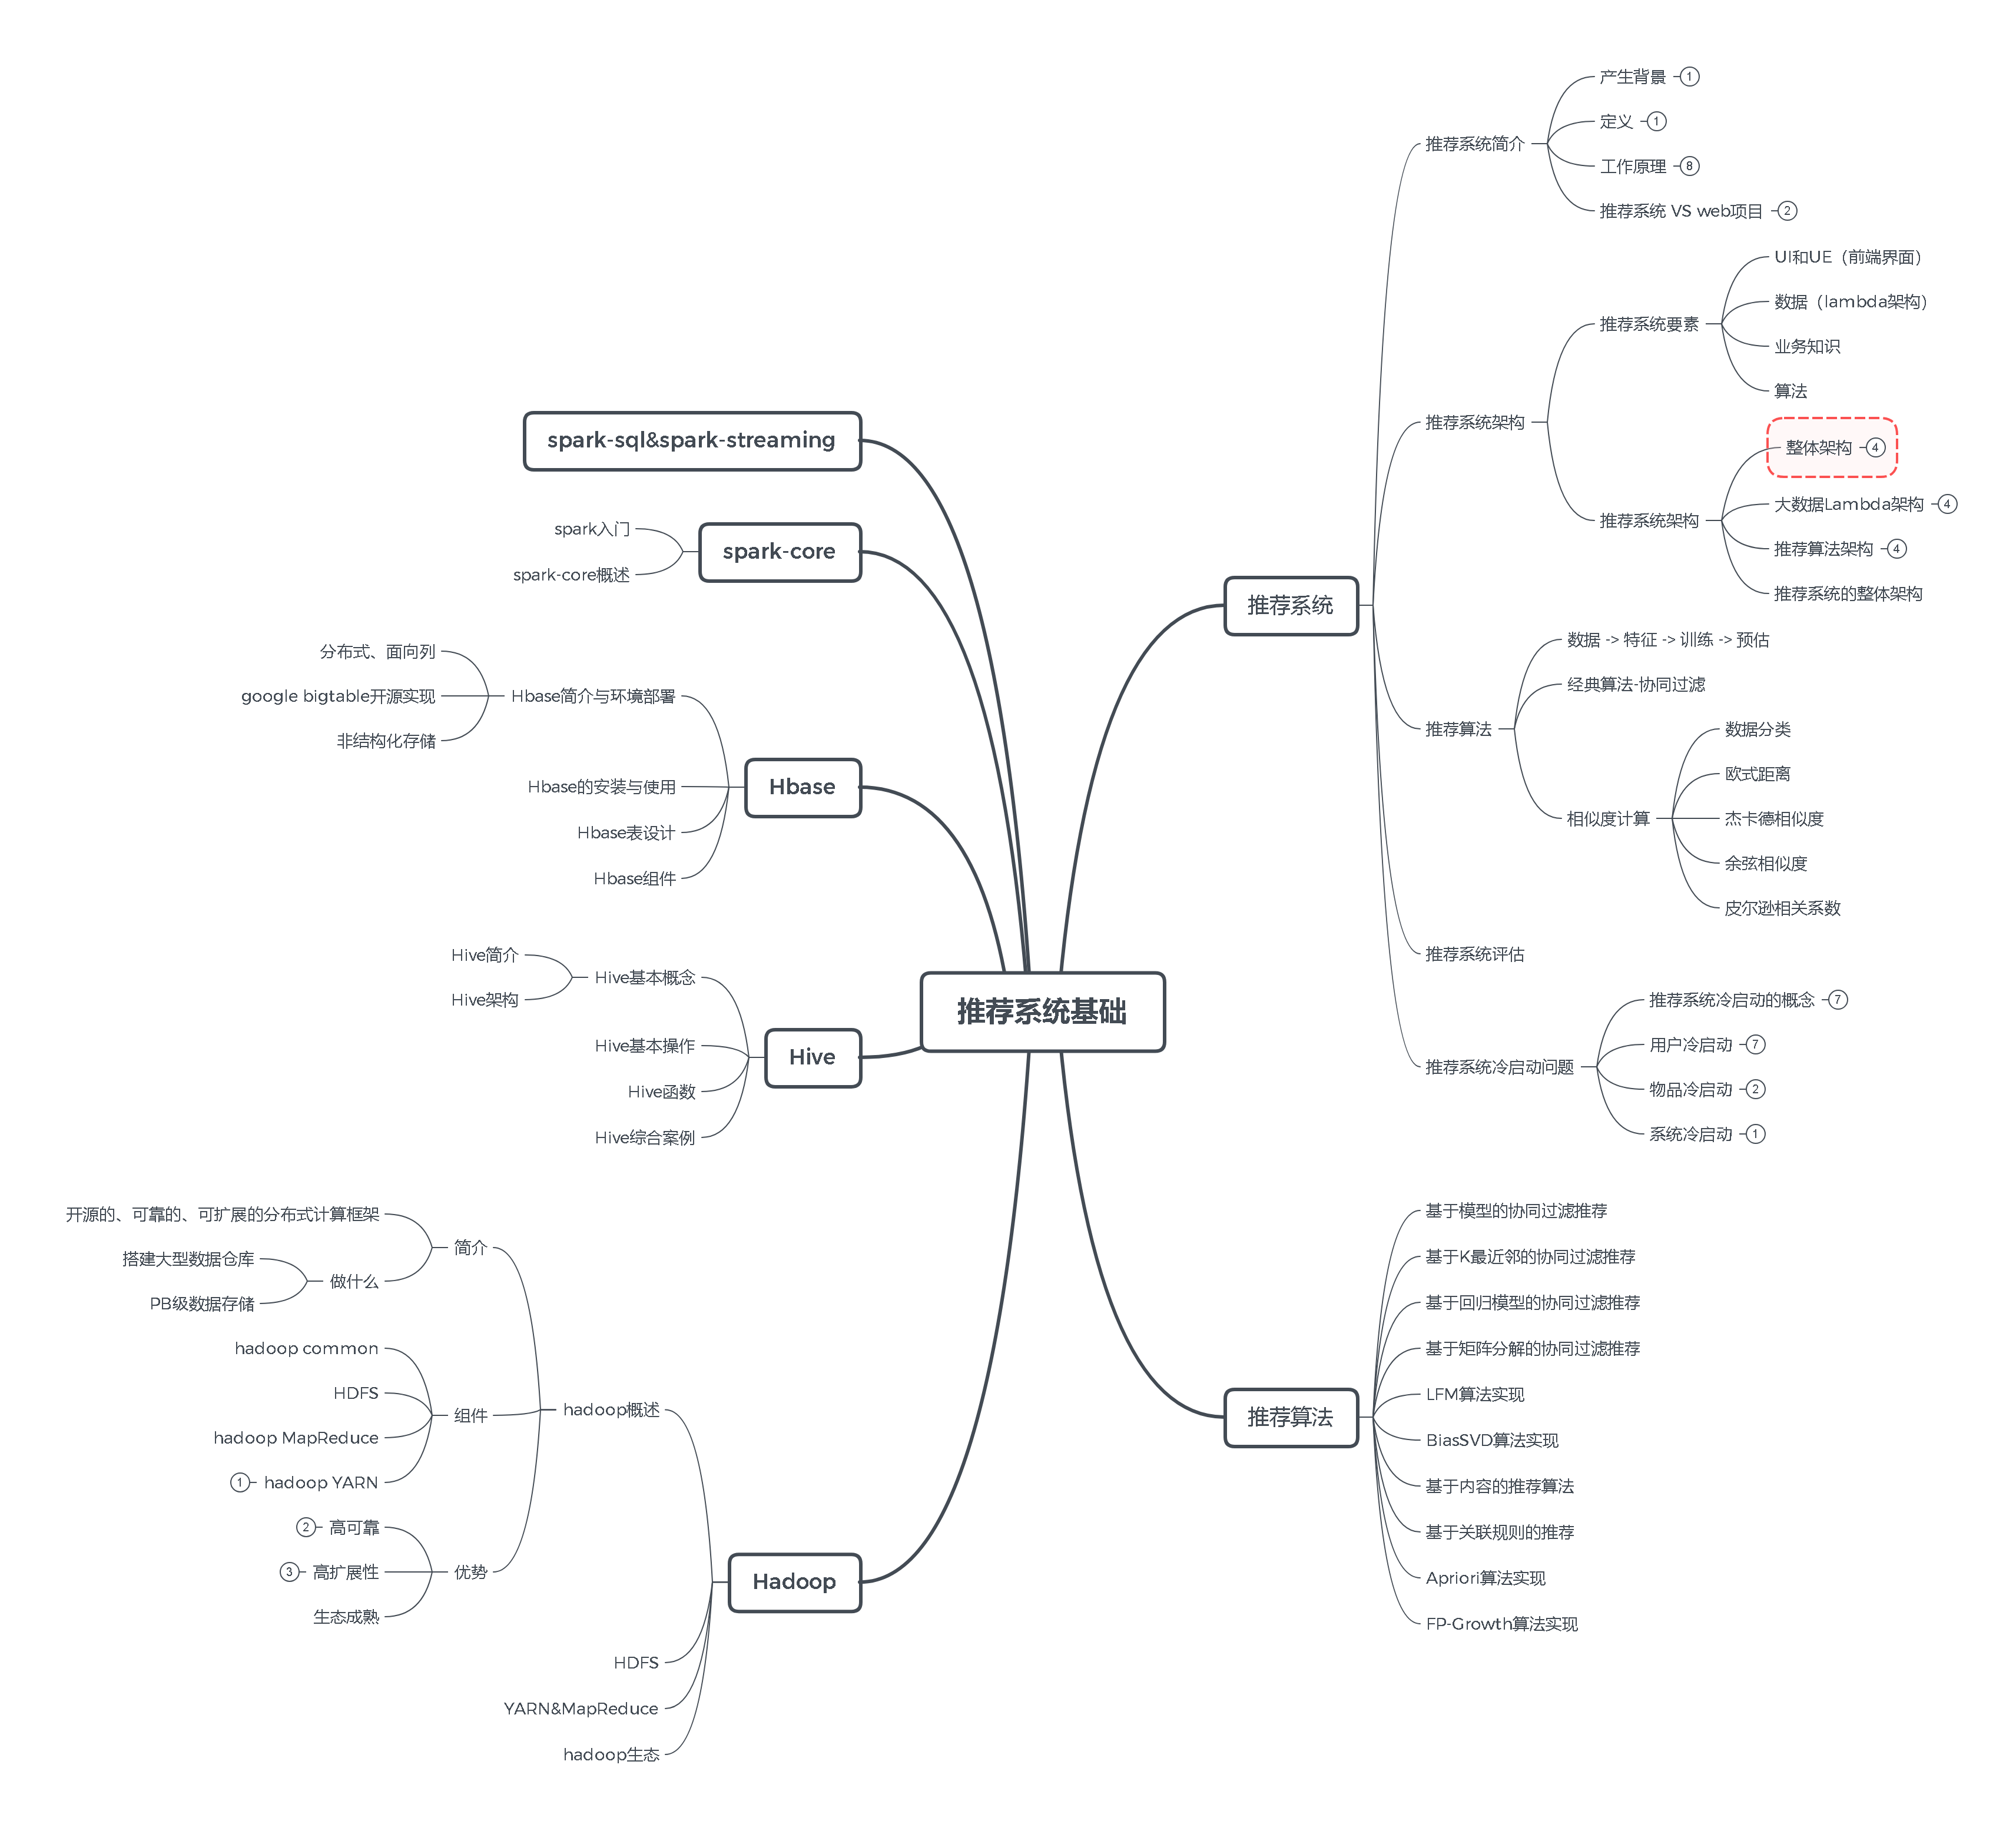 推荐系统基础
推荐系统
推荐系统简介
产生背景 1
定义 1
工作原理 8
推荐系统 VS web项目 2
推荐系统架构
推荐系统要素
UI和UE（前端界面）
数据（lambda架构）
业务知识
算法
推荐系统架构
整体架构 4
大数据Lambda架构 4
推荐算法架构 4
推荐系统的整体架构
推荐算法
数据 -> 特征 -> 训练 -> 预估
经典算法-协同过滤
相似度计算
数据分类
欧式距离
杰卡德相似度
余弦相似度
皮尔逊相关系数
推荐系统评估
推荐系统冷启动问题
推荐系统冷启动的概念 7
用户冷启动 7
物品冷启动 2
系统冷启动 1
推荐算法
基于模型的协同过滤推荐
基于K最近邻的协同过滤推荐
基于回归模型的协同过滤推荐
基于矩阵分解的协同过滤推荐
LFM算法实现
BiasSVD算法实现
基于内容的推荐算法
基于关联规则的推荐
Apriori算法实现
FP-Growth算法实现
spark-sql&spark-streaming
spark-core
spark入门
spark-core概述
Hbase
Hbase简介与环境部署
分布式、面向列
google bigtable开源实现
非结构化存储
Hbase的安装与使用
Hbase表设计
Hbase组件
Hive
Hive基本概念
Hive简介
Hive架构
Hive基本操作
Hive函数
Hive综合案例
Hadoop
hadoop概述
简介
开源的、可靠的、可扩展的分布式计算框架
做什么
搭建大型数据仓库
PB级数据存储
组件
hadoop common
HDFS
hadoop MapReduce
1 hadoop YARN
优势
2 高可靠
3 高扩展性
生态成熟
HDFS
YARN&MapReduce
hadoop生态